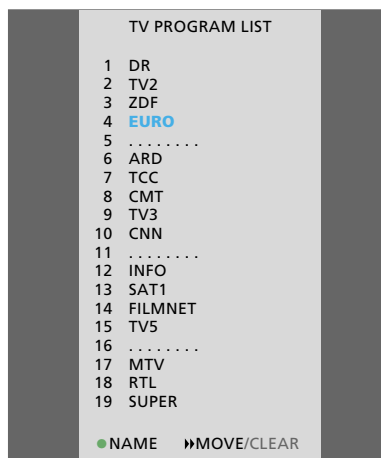 TV PROGRAM LIST
1 DR
2 TV2
3 ZDF
4 EURO
5 . . . . . . . .
6 ARD
7 TCC
8 CMT
9 TV3
10 CNN
11 . . . . . . . .
12 INFO
13 SAT1
14 FILMNET
15 TV5
16 . . . . . . . .
17 MTV
18 RTL
19 SUPER
NAME MOVE/CLEAR